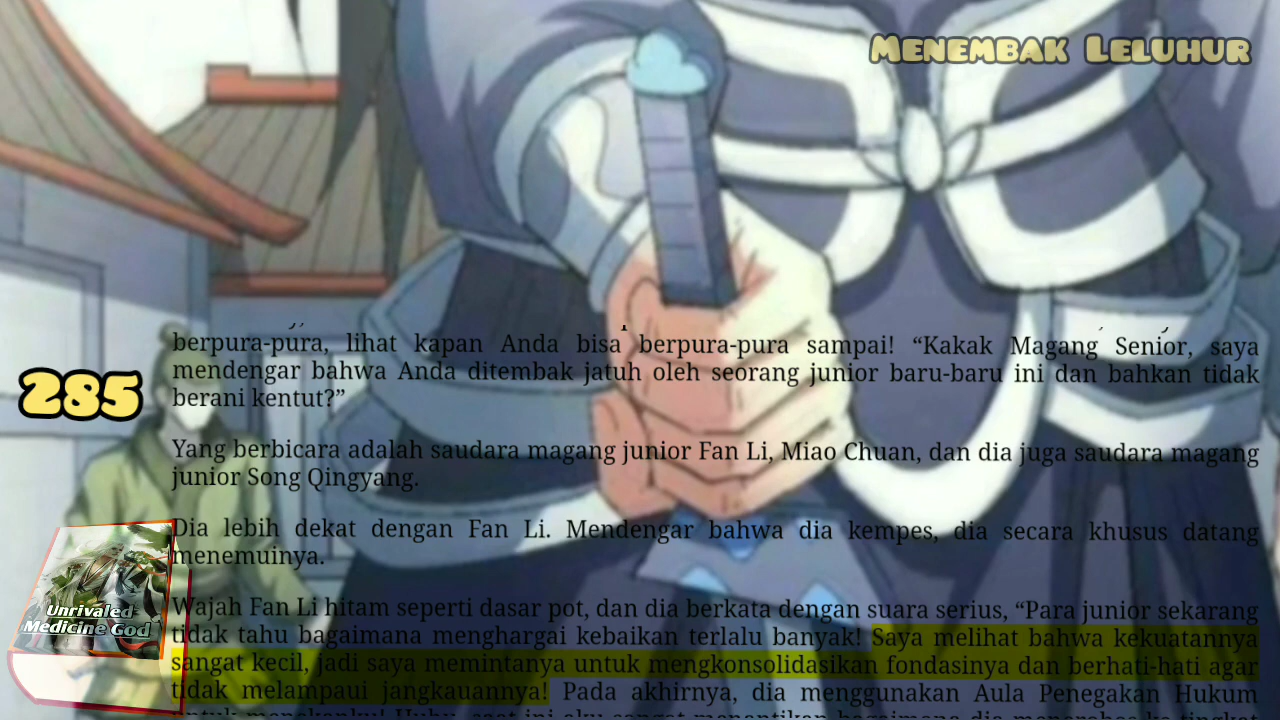 Menembak Leluhur
berpura-pura, lihat kapan Anda bisa berpura-pura sampai! “Kakak Magang Senior, saya
mendengar bahwa Anda ditembak jatuh oleh seorang junior baru-baru ini dan bahkan tidak
berani kentut?”
285
Yang berbicara adalah saudara magang junior Fan Li, Miao Chuan, dan dia juga saudara magang
junior Song Qingyang.
Dia lebih dekat dengan Fan Li. Mendengar bahwa dia kempes, dia secara khusus datang
menemuinya.
Wajah Fan Li hitam seperti dasar pot, dan dia berkata dengan suara serius, “Para junior sekarang
tidak tahu bagaimana menghargai kebaikan terlalu banyak! Saya melihat bahwa kekuatannya
sangat kecil, jadi saya memintanya untuk mengkonsolidasikan fondasinya dan berhati-hati agar
tidak melampaui jangkauannya! Pada akhirnya, dia menggunakan Aula Penegakan Hukum
Unrivaled
Medicine God